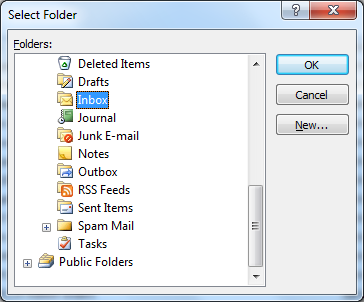 Select Folder
Folders:
Deleted Items
Drafts
Inbox
Journal
Junk E-mail
Notes
Outbox
RSS Feeds
Sent Items
Spam Mail
Tasks
Public Folders
OK
Cancel
New...